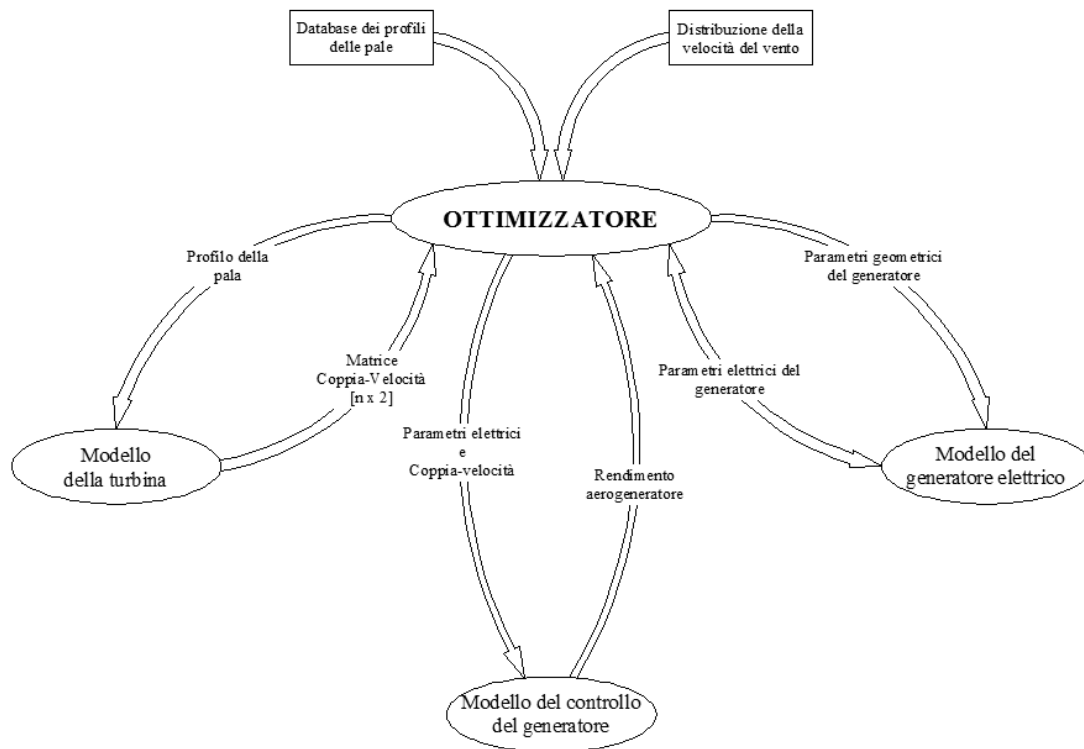 Database dei profili
delle pale
Distribuzione della
velocità del vento
OTTIMIZZATORE
Profilo della
pala
Parametri geometrici
del generatore
Matrice
Coppia-Velocità
[n x 2]
Parametri elettrici del
generatore
Parametri elettrici
e
Coppia-velocità
Rendimento
aerogeneratore
Modello
della turbina
Modello del
generatore elettrico
Modello del controllo
del generatore